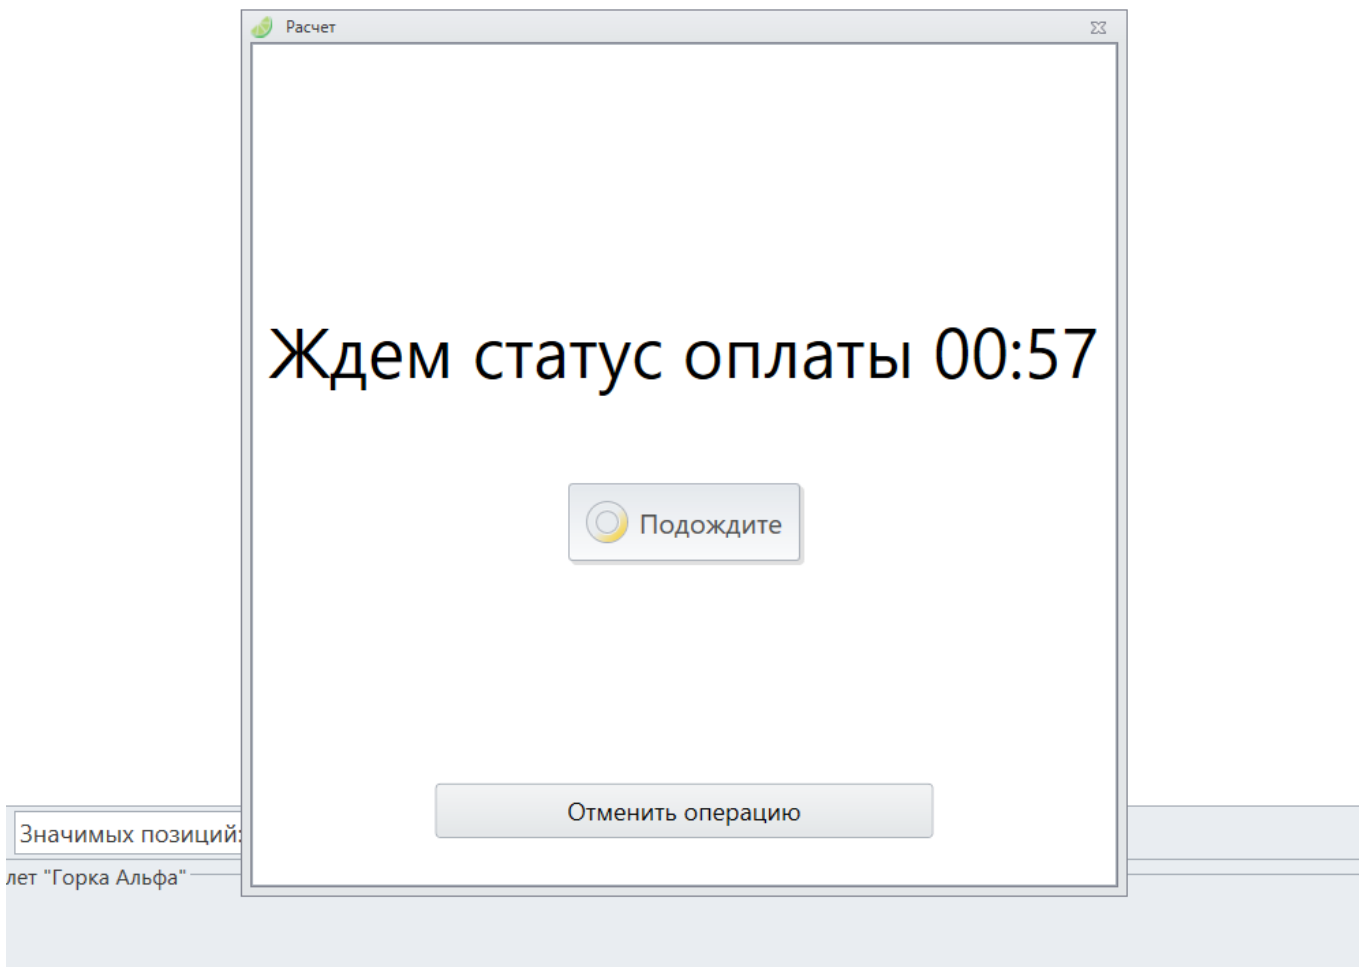 Расчет
Ждем статус оплаты 00:57
Подождите
Отменить операцию
Значимых позиций:
лет "Горка Альфа"